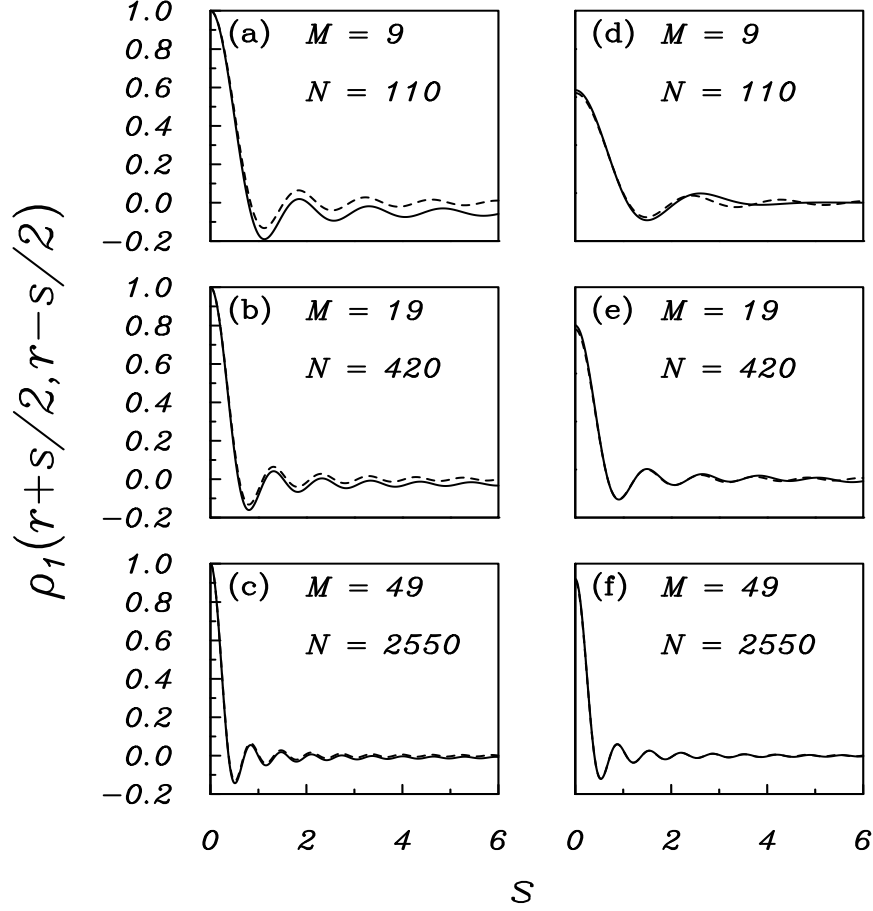 ρ₁(r+s/2,r−s/2)
1.0
0.8
0.6
0.4
0.2
0.0
−0.2
(a) M = 9
N = 110
(d) M = 9
N = 110
1.0
0.8
0.6
0.4
0.2
0.0
−0.2
(b) M = 19
N = 420
(e) M = 19
N = 420
1.0
0.8
0.6
0.4
0.2
0.0
−0.2
(c) M = 49
N = 2550
(f) M = 49
N = 2550
0 2 4 6
0 2 4 6
S